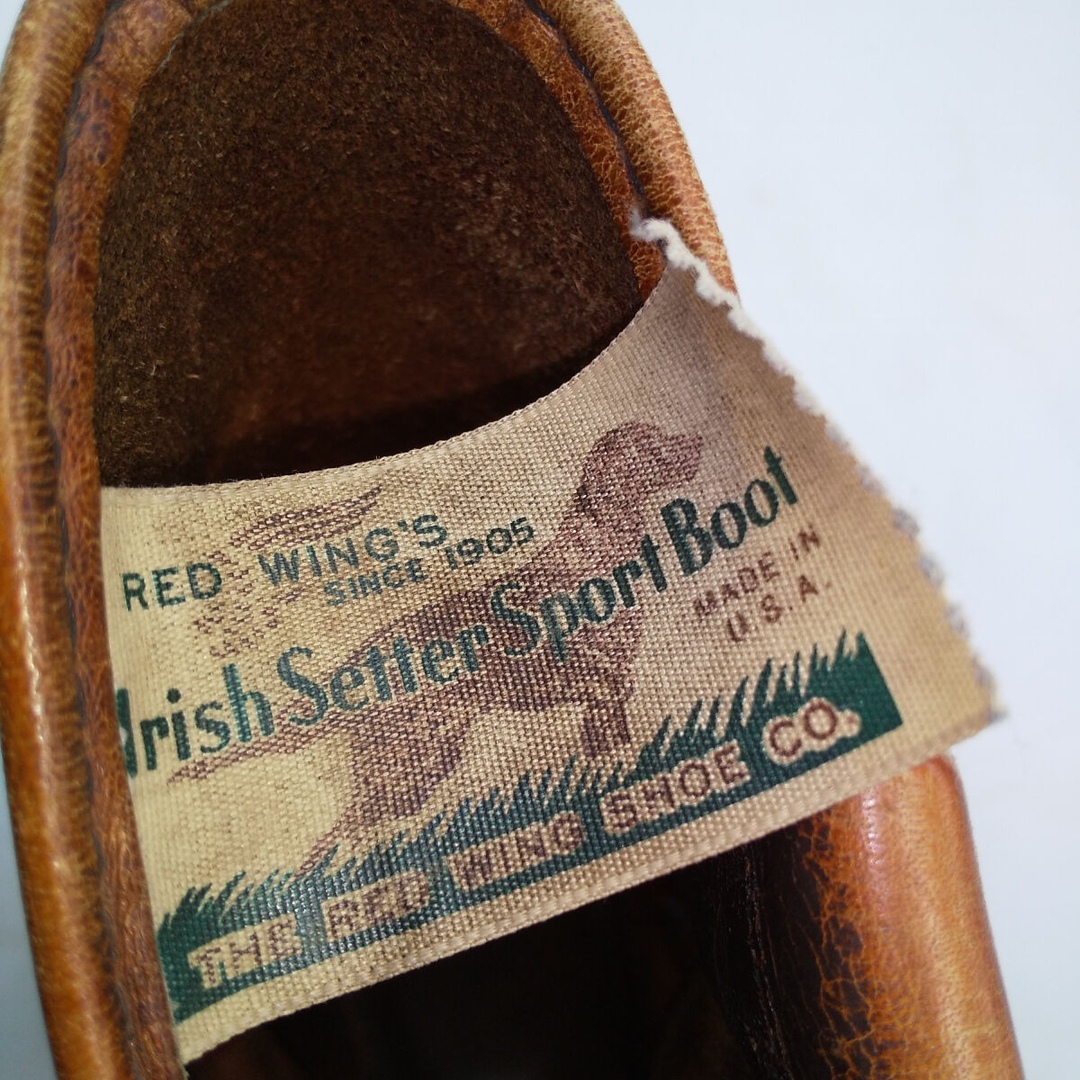 RED WING'S
SINCE 1905
Irish Setter Sport Boot
MADE IN
U.S.A.
THE RED WING SHOE CO.